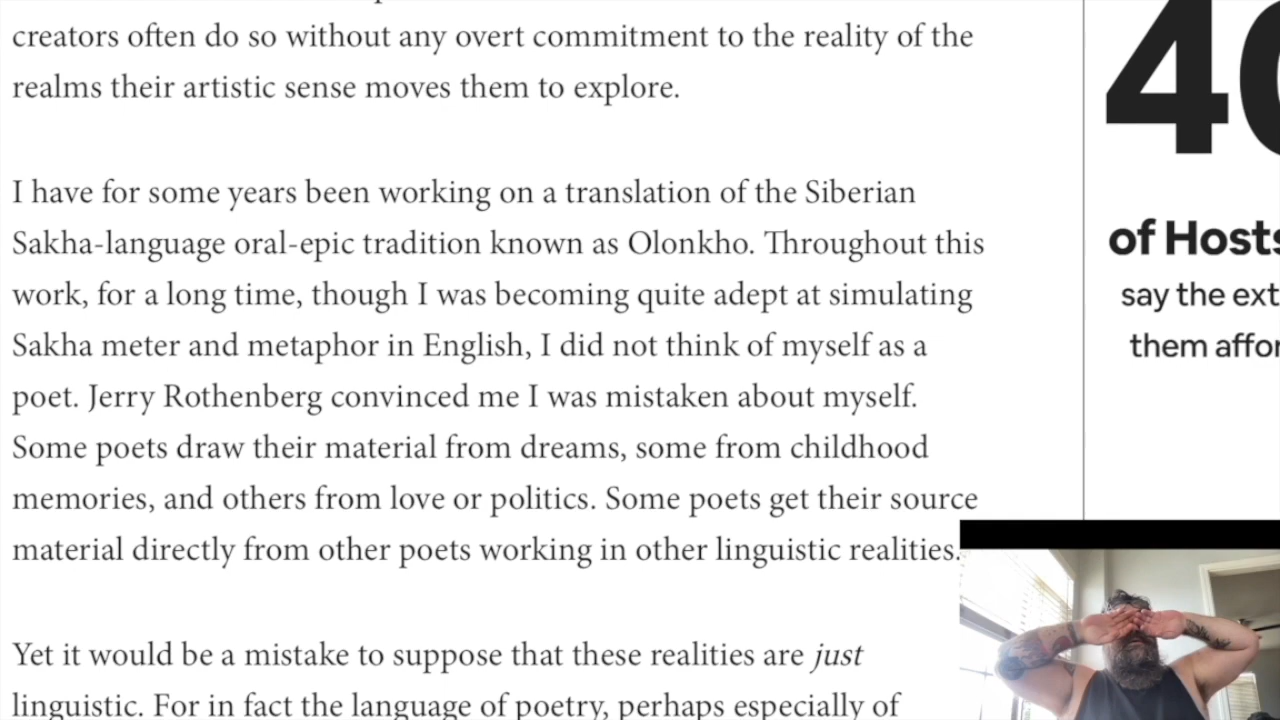 creators often do so without any overt commitment to the reality of the
realms their artistic sense moves them to explore.
I have for some years been working on a translation of the Siberian
Sakha-language oral-epic tradition known as Olonkho. Throughout this
work, for a long time, though I was becoming quite adept at simulating
Sakha meter and metaphor in English, I did not think of myself as a
poet. Jerry Rothenberg convinced me I was mistaken about myself.
Some poets draw their material from dreams, some from childhood
memories, and others from love or politics. Some poets get their source
material directly from other poets working in other linguistic realities.
Yet it would be a mistake to suppose that these realities are just
linguistic. For in fact the language of poetry, perhaps especially of
of Hosts
say the
them